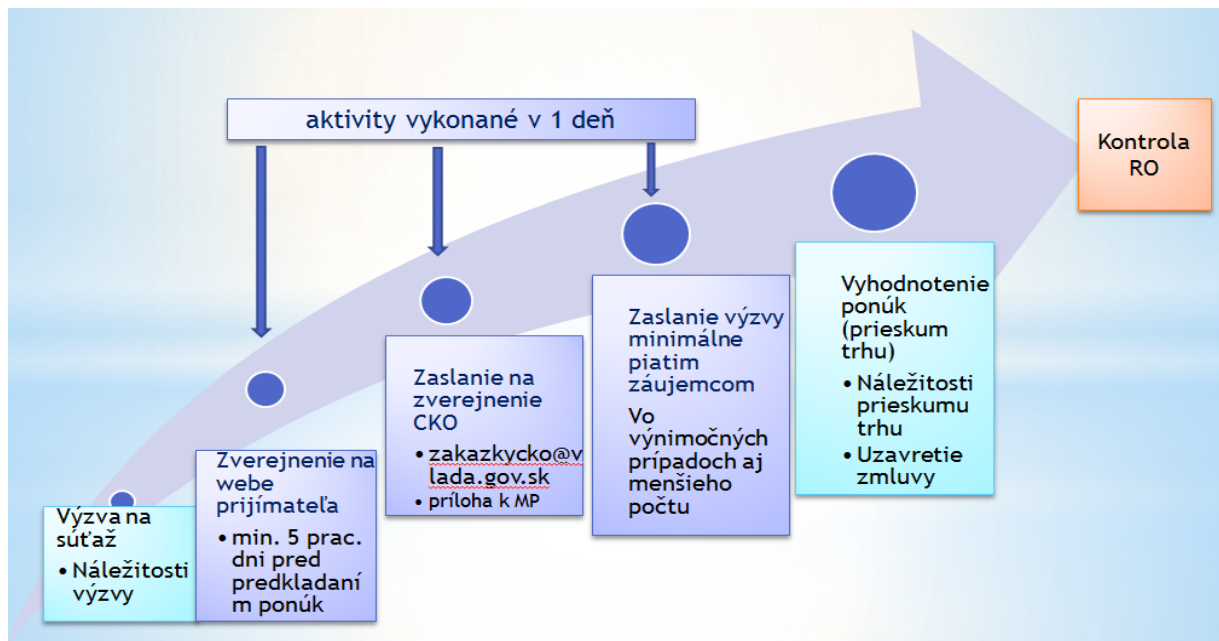 aktivity vykonané v 1 deň
Výzva na
súťaž
• Náležitosti
výzvy
Zverejnenie na
webe
prijímateľa
• min. 5 prac.
dni pred
predkladaní
m ponúk
Zaslanie na
zverejnenie
CKO
• zakazkycko@v
lada.gov.sk
• príloha k MP
Zaslanie výzvy
minimálne
piatim
záujemcom
Vo
výnimočných
prípadoch aj
menšieho
počtu
Vyhodnotenie
ponúk
(prieskum
trhu)
• Náležitosti
prieskumu
trhu
• Uzavretie
zmluvy
Kontrola
RO